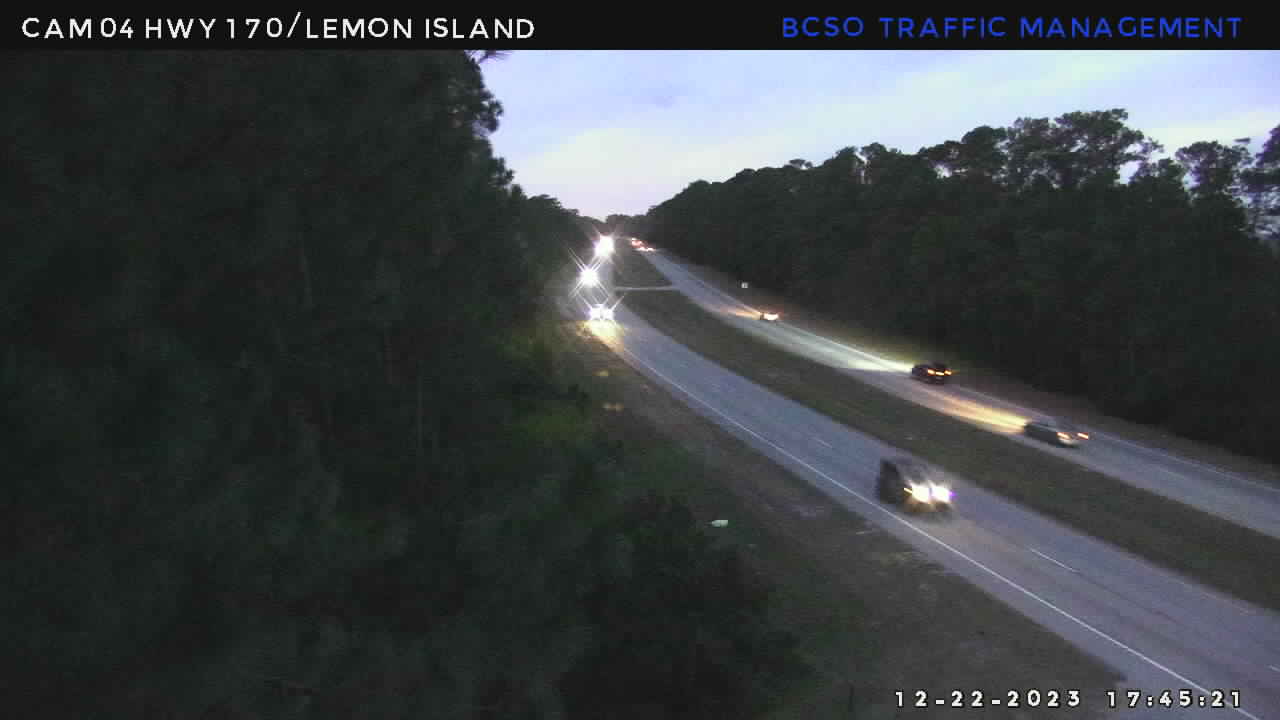 CAM04 HWY 170/LEMON ISLAND
BCSO TRAFFIC MANAGEMENT
12-22-2023 17:45:21